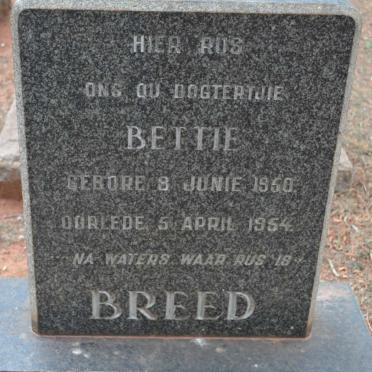 HIER RUS
ONS OU DOGTERTJIE
BETTIE
GEBORE 8 JUNIE 1950
OORLEDE 5 APRIL 1954
NA WATERS WAAR RUS IS
BREED